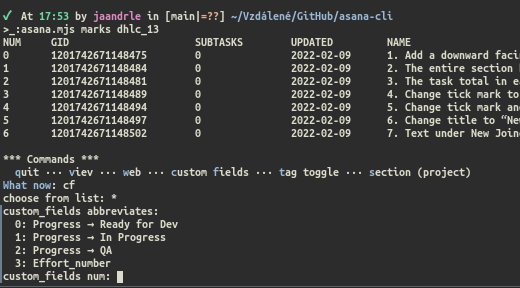 ✓ At 17:53 by jaandrle in [main|=??] ~/Vzdálené/GitHub/asana-cli
>_:asana.mjs marks dhlc_13
NUM GID SUBTASKS UPDATED NAME
0 1201742671148475 0 2022-02-09 1. Add a downward faci
1 1201742671148484 0 2022-02-09 2. The entire section
2 1201742671148481 0 2022-02-09 3. The task total in e
3 1201742671148489 0 2022-02-09 4. Change tick mark to
4 1201742671148494 0 2022-02-09 5. Change tick mark and
5 1201742671148497 0 2022-02-09 6. Change title to “New
6 1201742671148502 0 2022-02-09 7. Text under New Joine
*** Commands ***
quit ··· viev ··· web ··· custom fields ··· tag toggle ··· section (project)
What now: cf
choose from list: *
custom_fields abbreviates:
0: Progress → Ready for Dev
1: Progress → In Progress
2: Progress → QA
3: Effort_number
custom_fields num: